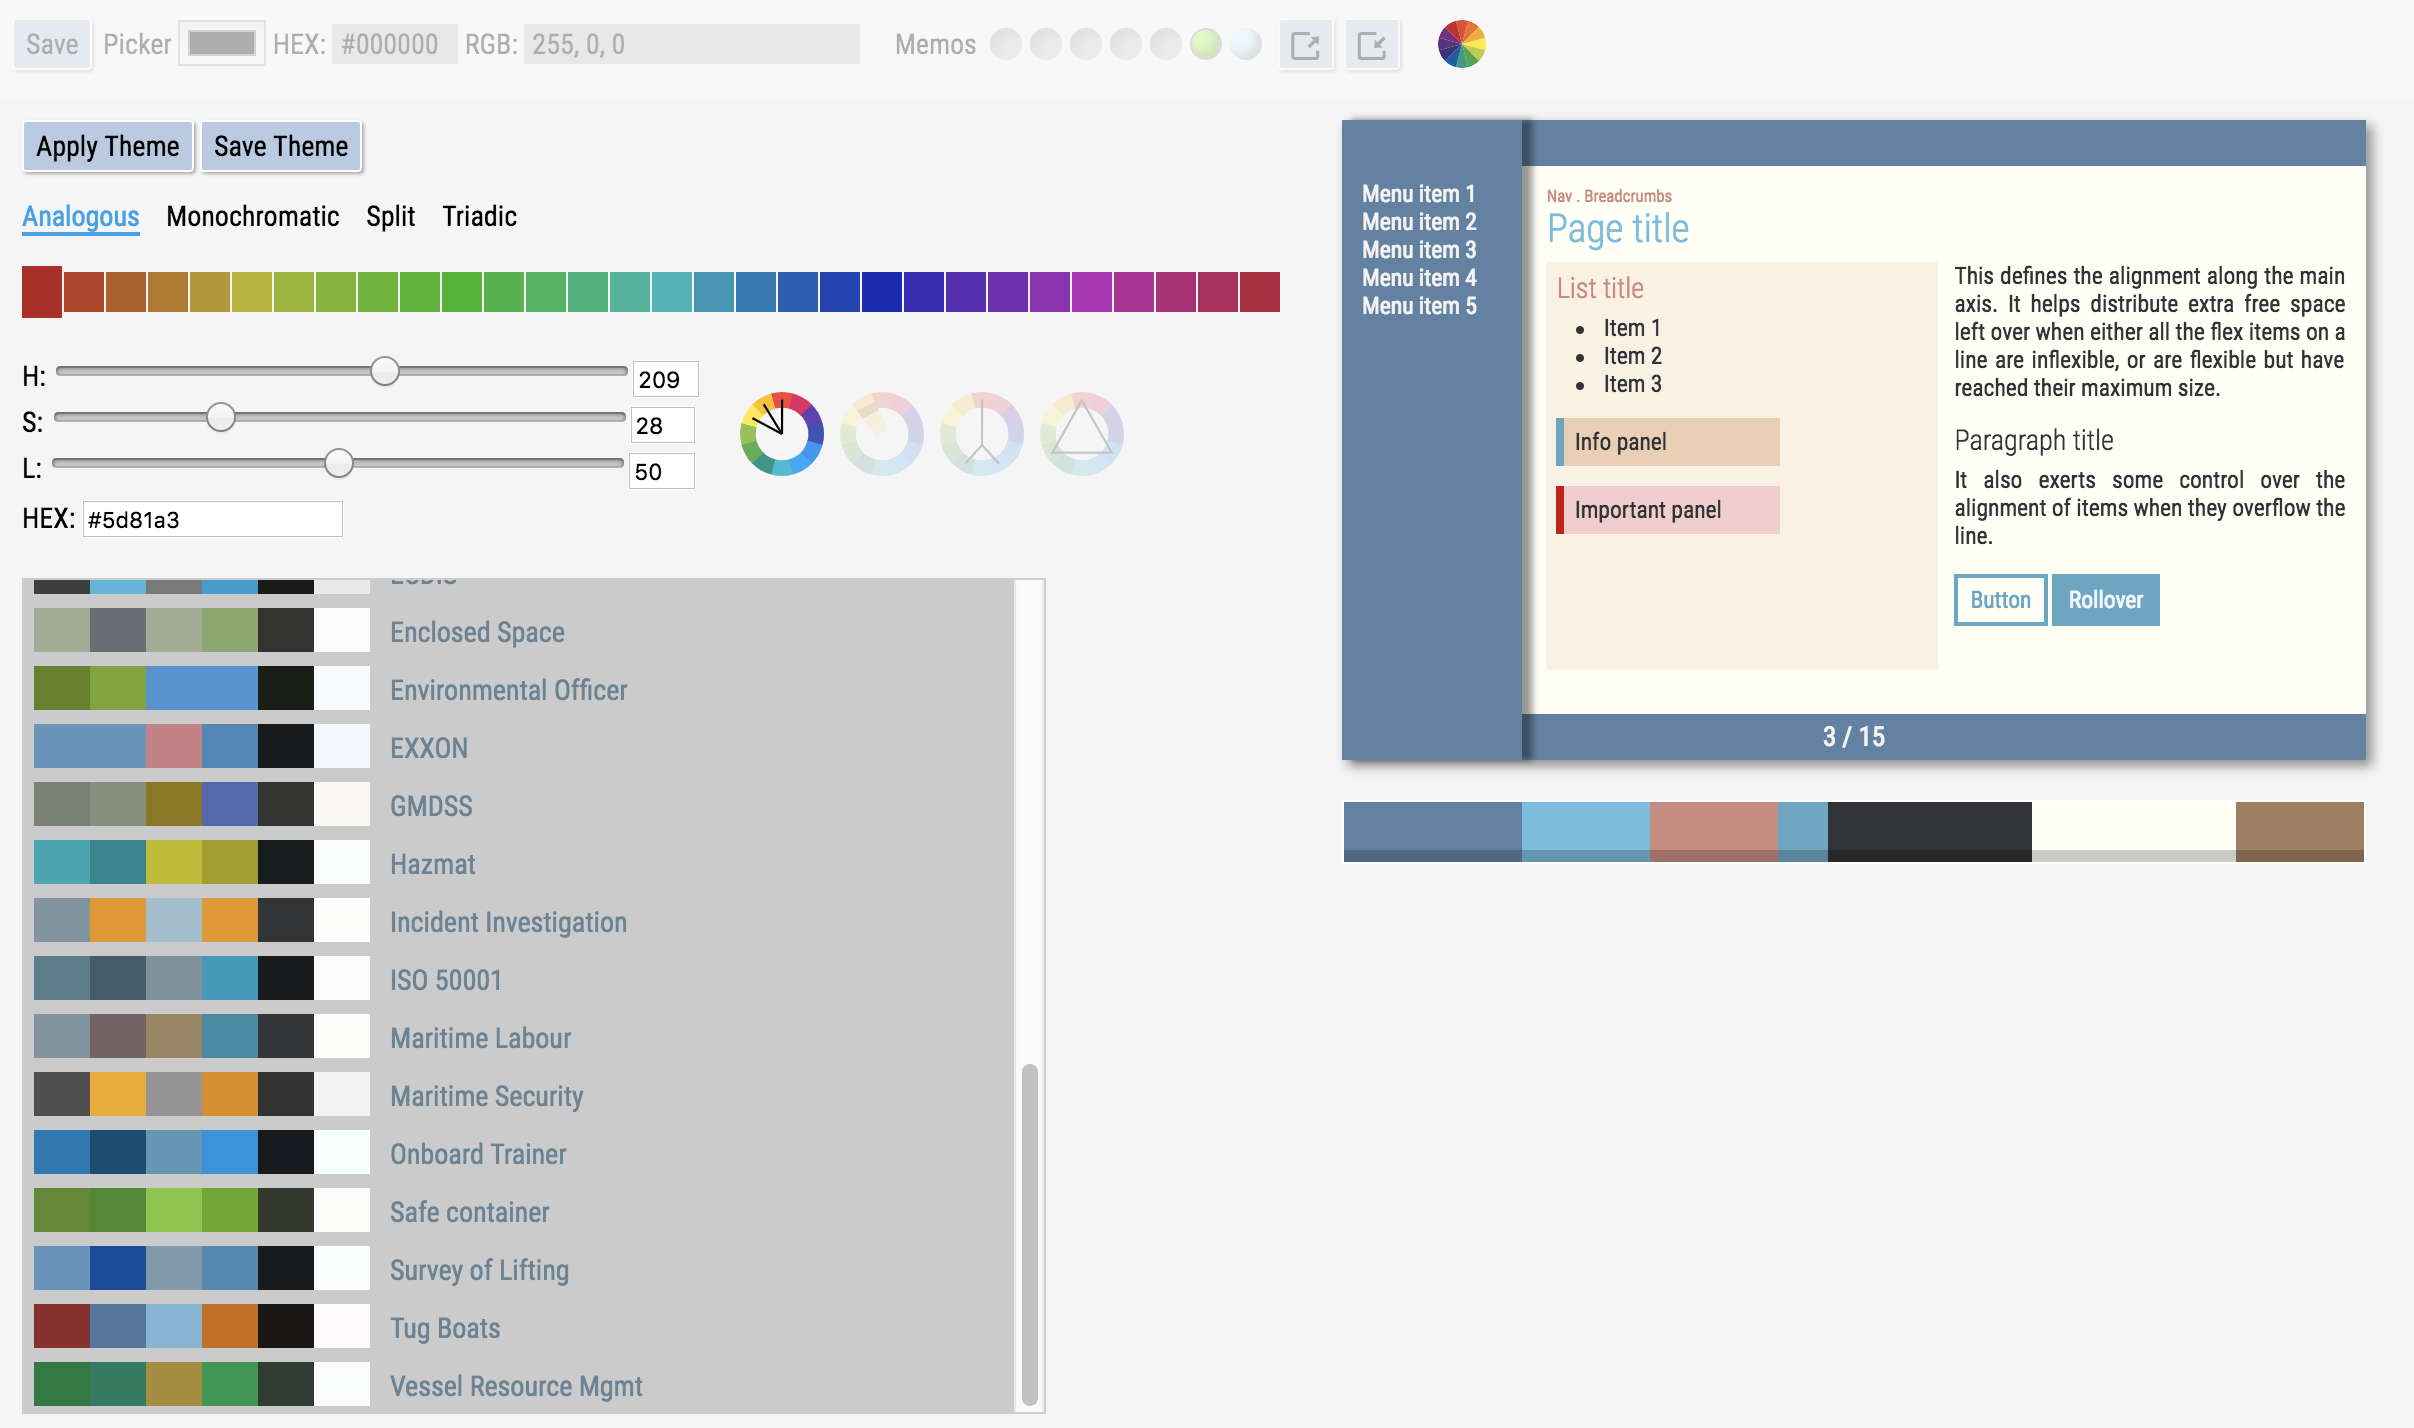 Save Picker HEX: #000000 RGB: 255, 0, 0 Memos
Apply Theme Save Theme
Analogous Monochromatic Split Triadic
H: 209
S: 28
L: 50
HEX: #5d81a3
Enclosed Space
Environmental Officer
EXXON
GMDSS
Hazmat
Incident Investigation
ISO 50001
Maritime Labour
Maritime Security
Onboard Trainer
Safe container
Survey of Lifting
Tug Boats
Vessel Resource Mgmt
Menu item 1
Menu item 2
Menu item 3
Menu item 4
Menu item 5
Nav . Breadcrumbs
Page title
List title
• Item 1
• Item 2
• Item 3
Info panel
Important panel
This defines the alignment along the main
axis. It helps distribute extra free space
left over when either all the flex items on a
line are inflexible, or are flexible but have
reached their maximum size.
Paragraph title
It also exerts some control over the
alignment of items when they overflow the
line.
Button Rollover
3 / 15